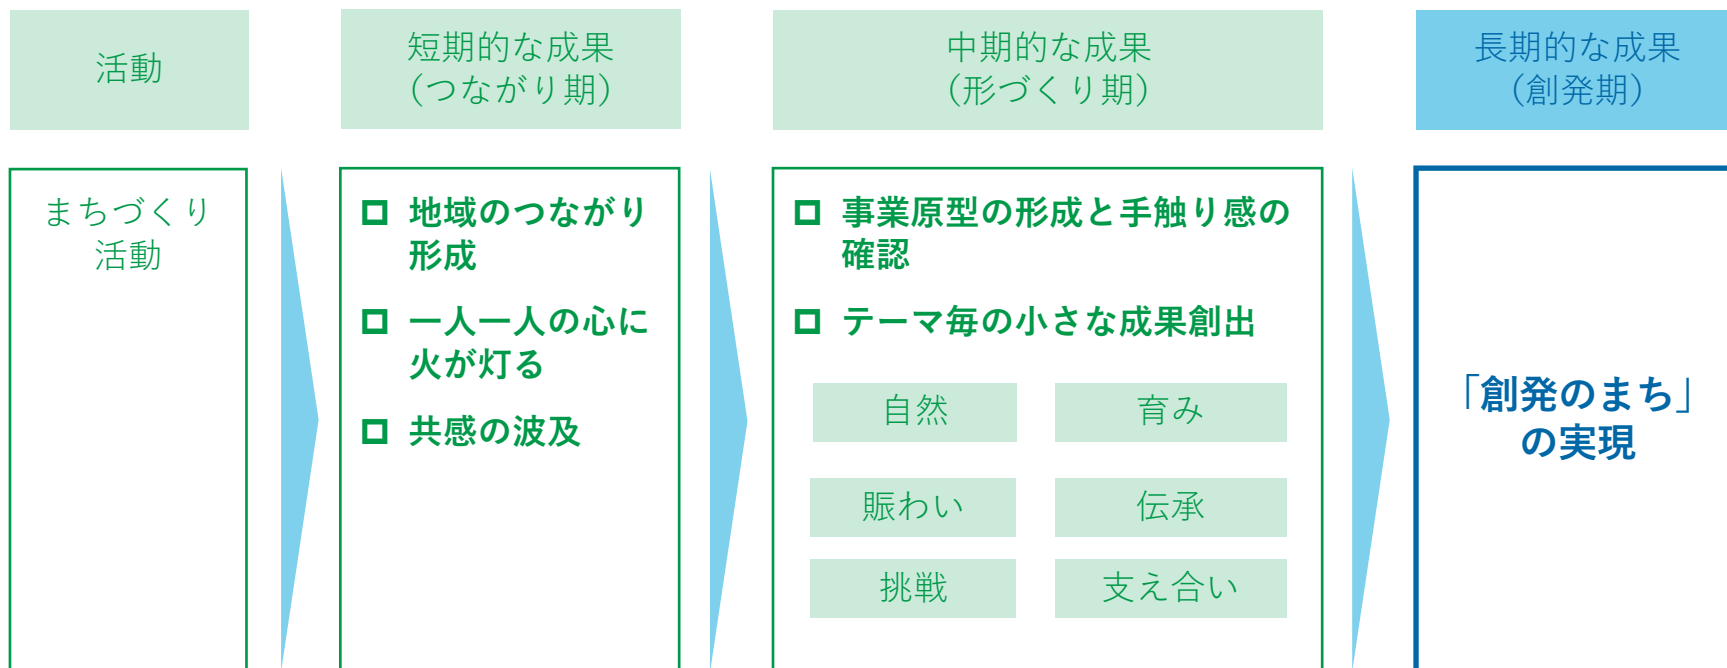 活動
短期的な成果
（つながり期）
中期的な成果
（形づくり期）
長期的な成果
（創発期）
まちづくり
活動
地域のつながり
形成
一人一人の心に
火が灯る
共感の波及
事業原型の形成と手触り感の
確認
テーマ毎の小さな成果創出
自然
育み
賑わい
伝承
挑戦
支え合い
「創発のまち」
の実現